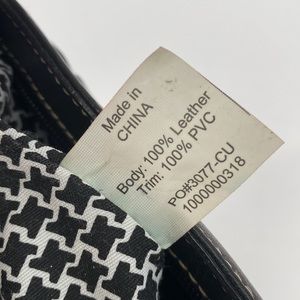 Made in
CHINA
Body: 100% Leather
Trim: 100% PVC
PO#3077-CU
1000000318